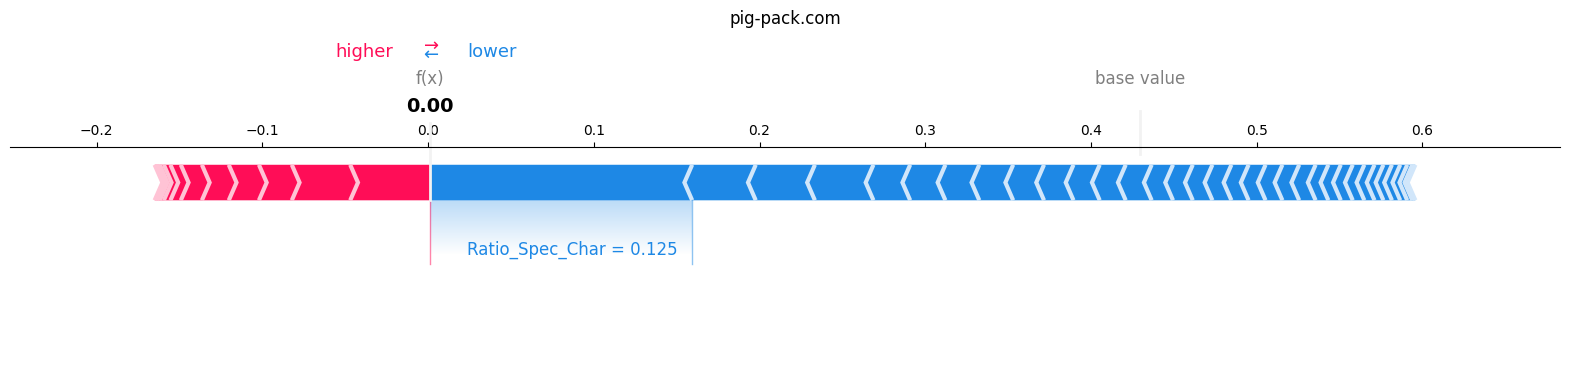 pig-pack.com
higher ⇄ lower
f(x) base value
0.00
−0.2 −0.1 0.0 0.1 0.2 0.3 0.4 0.5 0.6
Ratio_Spec_Char = 0.125